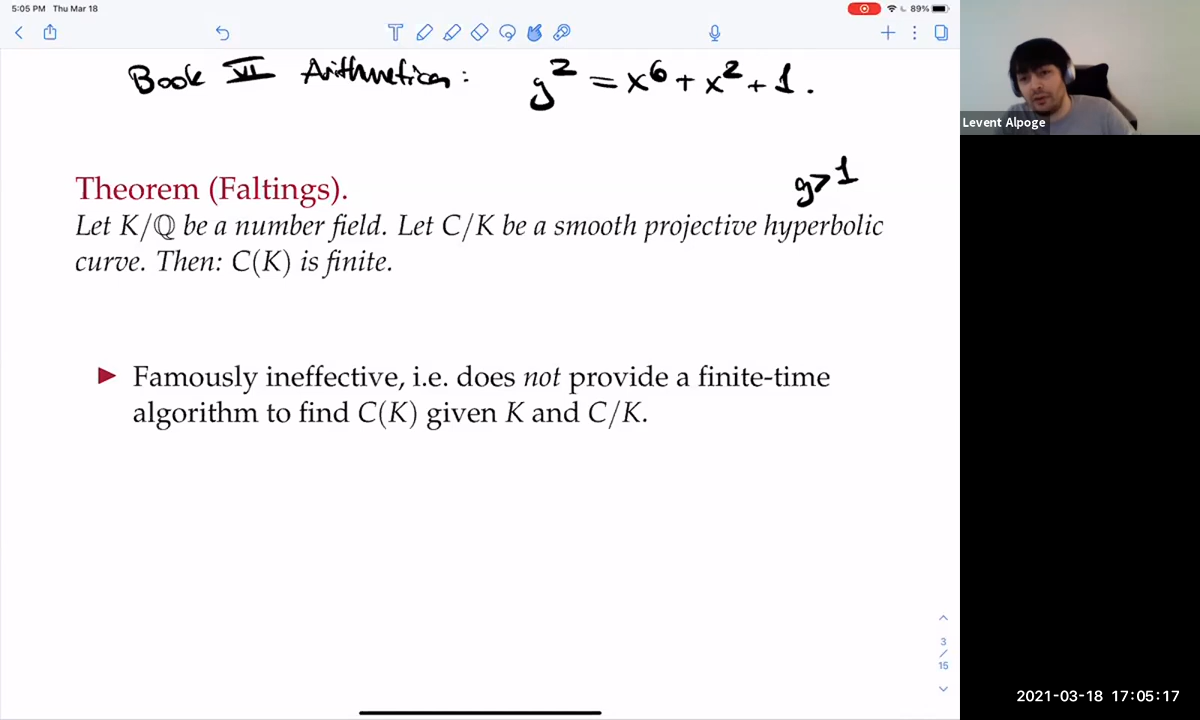 5:05 PM Thu Mar 18
89%
Book VI Arithmetica: y² = x⁶ + x² + 1.
Levent Alpoge
g > 1
Theorem (Faltings).
Let K/ℚ be a number field. Let C/K be a smooth projective hyperbolic
curve. Then: C(K) is finite.
▶ Famously ineffective, i.e. does not provide a finite-time
algorithm to find C(K) given K and C/K.
3
/
15
2021-03-18 17:05:17